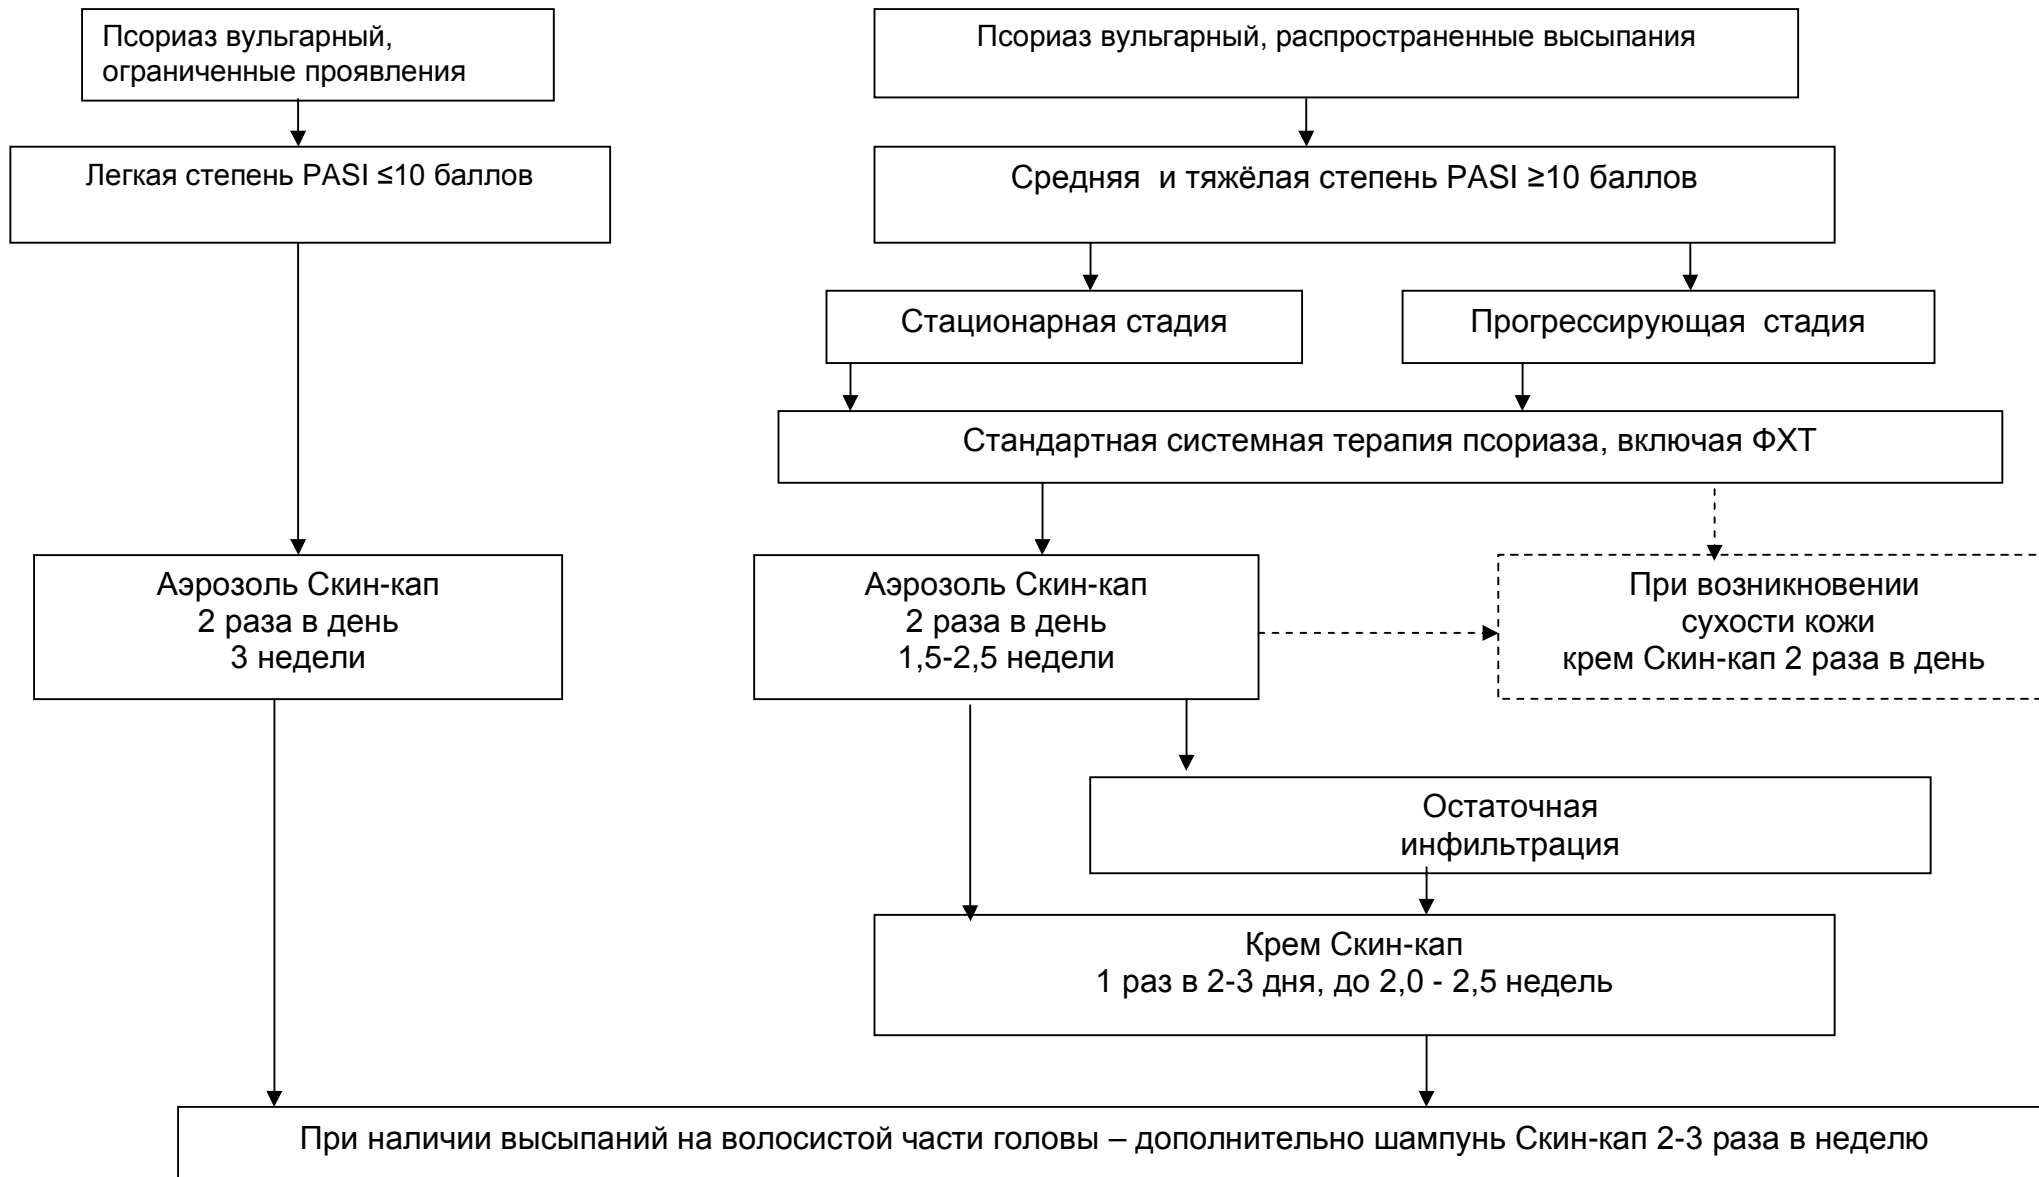 Псориаз вульгарный,
ограниченные проявления
Псориаз вульгарный, распространенные высыпания
Легкая степень PASI ≤10 баллов
Средняя  и тяжёлая степень PASI ≥10 баллов
Стационарная стадия
Прогрессирующая  стадия
Стандартная системная терапия псориаза, включая ФХТ
Аэрозоль Скин-кап
2 раза в день
3 недели
Аэрозоль Скин-кап
2 раза в день
1,5-2,5 недели
При возникновении
сухости кожи
крем Скин-кап 2 раза в день
Остаточная
инфильтрация
Крем Скин-кап
1 раз в 2-3 дня, до 2,0 - 2,5 недель
При наличии высыпаний на волосистой части головы – дополнительно шампунь Скин-кап 2-3 раза в неделю